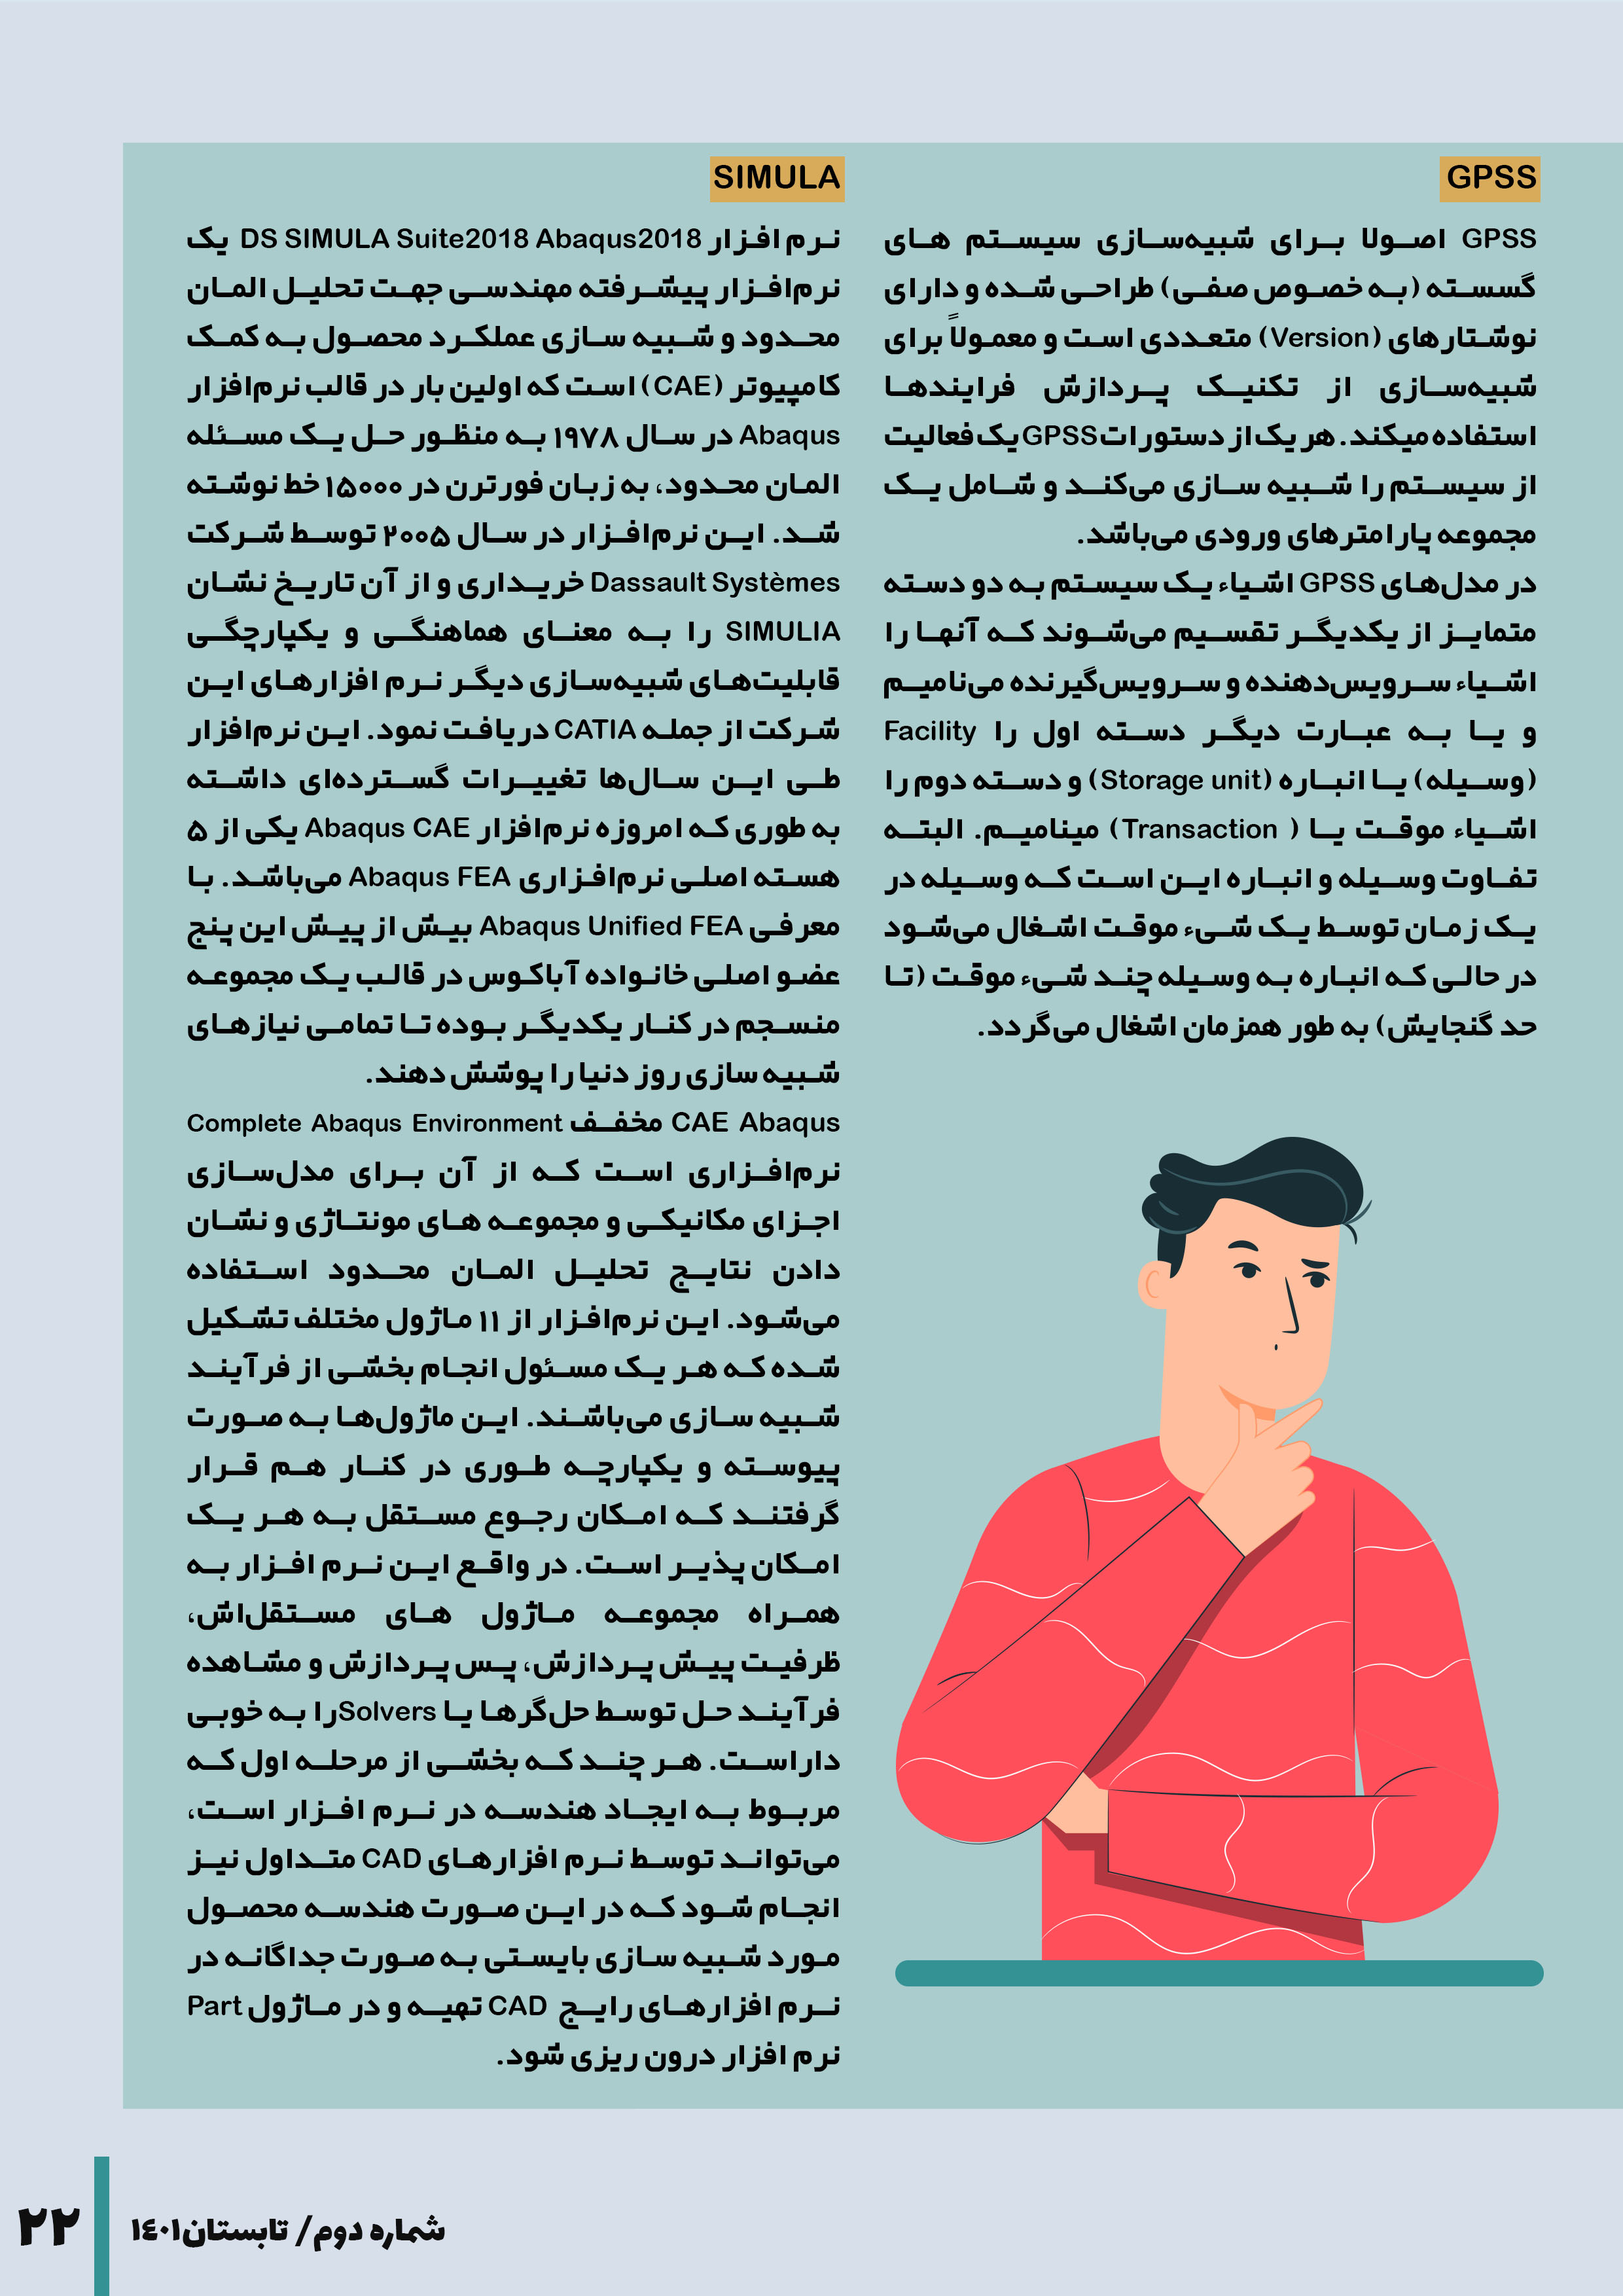 GPSS
GPSS اصولا برای شبیه‌سازی سیستم های
گسسته (به خصوص صفی) طراحی شده و دارای
نوشتارهای (Version) متعددی است و معمولاً برای
شبیه‌سازی از تکنیک پردازش فرایندها
استفاده میکند. هر یک از دستورات GPSS یک فعالیت
از سیستم را شبیه سازی می‌کند و شامل یک
مجموعه پارامترهای ورودی می‌باشد.
در مدل‌های GPSS اشیاء یک سیستم به دو دسته
متمایز از یکدیگر تقسیم می‌شوند که آنها را
اشیاء سرویس‌دهنده و سرویس‌گیرنده می‌نامیم
و یا به عبارت دیگر دسته اول را Facility
(وسیله) یا انباره (Storage unit) و دسته دوم را
اشیاء موقت یا ( Transaction) مینامیم. البته
تفاوت وسیله و انباره این است که وسیله در
یک زمان توسط یک شیء موقت اشغال می‌شود
در حالی که انباره به وسیله چند شیء موقت (تا
حد گنجایش) به طور همزمان اشغال می‌گردد.
SIMULA
نرم افزار DS SIMULA Suite2018 Abaqus2018 یک
نرم‌افزار پیشرفته مهندسی جهت تحلیل المان
محدود و شبیه سازی عملکرد محصول به کمک
کامپیوتر (CAE) است که اولین بار در قالب نرم‌افزار
Abaqus در سال ۱۹۷۸ به منظور حل یک مسئله
المان محدود، به زبان فورترن در ۱۵۰۰۰ خط نوشته
شد. این نرم‌افزار در سال ۲۰۰۵ توسط شرکت
Dassault Systèmes خریداری و از آن تاریخ نشان
SIMULIA را به معنای هماهنگی و یکپارچگی
قابلیت‌های شبیه‌سازی دیگر نرم افزارهای این
شرکت از جمله CATIA دریافت نمود. این نرم‌افزار
طی این سال‌ها تغییرات گسترده‌ای داشته
به طوری که امروزه نرم‌افزار Abaqus CAE یکی از ۵
هسته اصلی نرم‌افزاری Abaqus FEA می‌باشد. با
معرفی Abaqus Unified FEA بیش از پیش این پنج
عضو اصلی خانواده آباکوس در قالب یک مجموعه
منسجم در کنار یکدیگر بوده تا تمامی نیازهای
شبیه سازی روز دنیا را پوشش دهند.
CAE Abaqus مخفف Complete Abaqus Environment
نرم‌افزاری است که از آن برای مدل‌سازی
اجزای مکانیکی و مجموعه های مونتاژی و نشان
دادن نتایج تحلیل المان محدود استفاده
می‌شود. این نرم‌افزار از ۱۱ ماژول مختلف تشکیل
شده که هر یک مسئول انجام بخشی از فرآیند
شبیه سازی می‌باشند. این ماژول‌ها به صورت
پیوسته و یکپارچه طوری در کنار هم قرار
گرفتند که امکان رجوع مستقل به هر یک
امکان پذیر است. در واقع این نرم افزار به
همراه مجموعه ماژول های مستقل‌اش،
ظرفیت پیش پردازش، پس پردازش و مشاهده
فرآیند حل توسط حل‌گرها یا Solversرا به خوبی
داراست. هر چند که بخشی از مرحله اول که
مربوط به ایجاد هندسه در نرم افزار است،
می‌تواند توسط نرم افزارهای CAD متداول نیز
انجام شود که در این صورت هندسه محصول
مورد شبیه سازی بایستی به صورت جداگانه در
نرم افزارهای رایج CAD تهیه و در ماژول Part
نرم افزار درون ریزی شود.
شماره دوم/ تابستان۱٤۰۱
۲۲